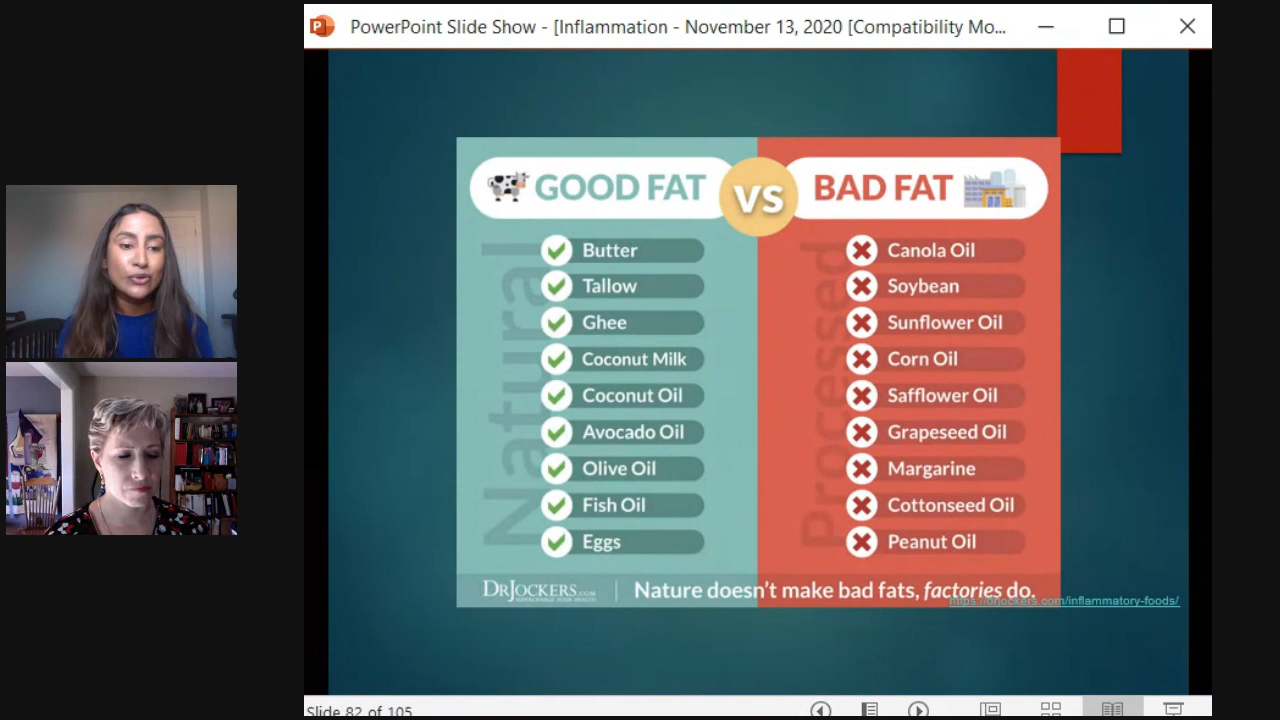 PowerPoint Slide Show - [Inflammation - November 13, 2020 [Compatibility Mo...
GOOD FAT
VS
BAD FAT
Natural
Butter
Tallow
Ghee
Coconut Milk
Coconut Oil
Avocado Oil
Olive Oil
Fish Oil
Eggs
Processed
Canola Oil
Soybean
Sunflower Oil
Corn Oil
Safflower Oil
Grapeseed Oil
Margarine
Cottonseed Oil
Peanut Oil
DRJOCKERS.COM
SUPERCHARGE YOUR HEALTH
Nature doesn't make bad fats, factories do.
https://drjockers.com/inflammatory-foods/
Slide 82 of 105